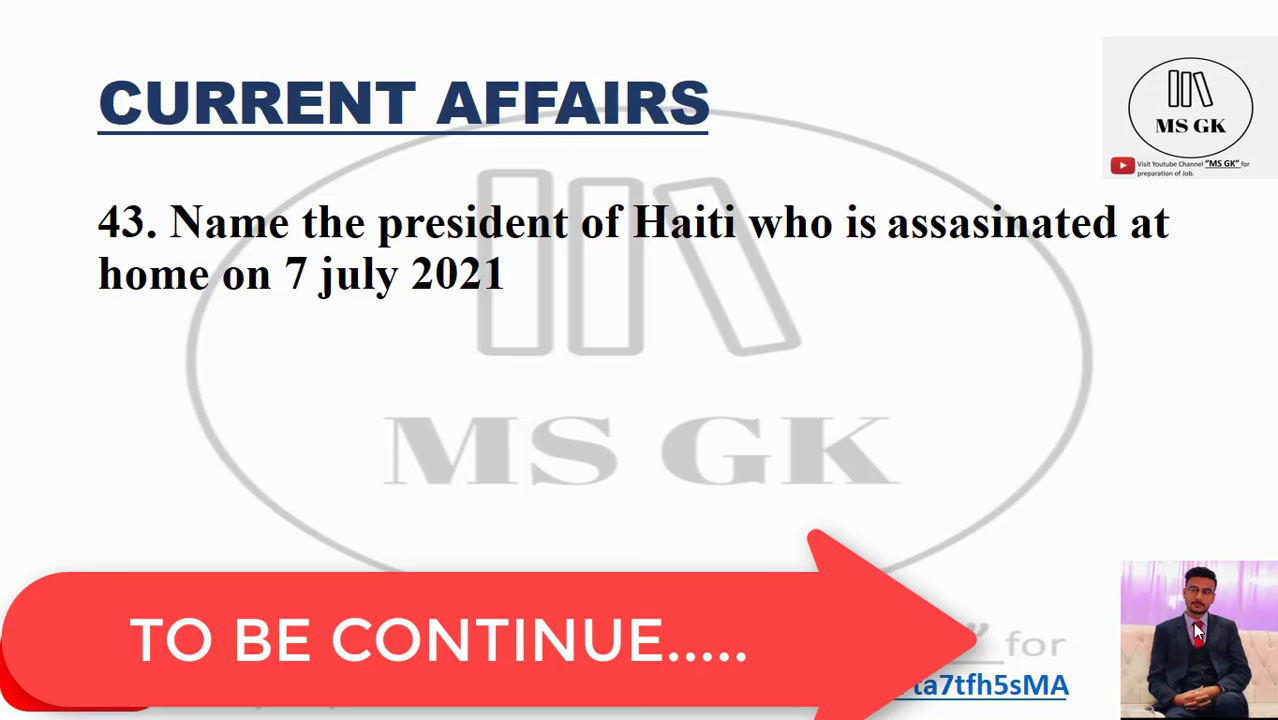 CURRENT AFFAIRS
MS GK
Visit Youtube Channel "MS GK" for
preparation of Job.
43. Name the president of Haiti who is assasinated at
home on 7 july 2021
MS GK
TO BE CONTINUE.....
” for
ta7tfh5sMA